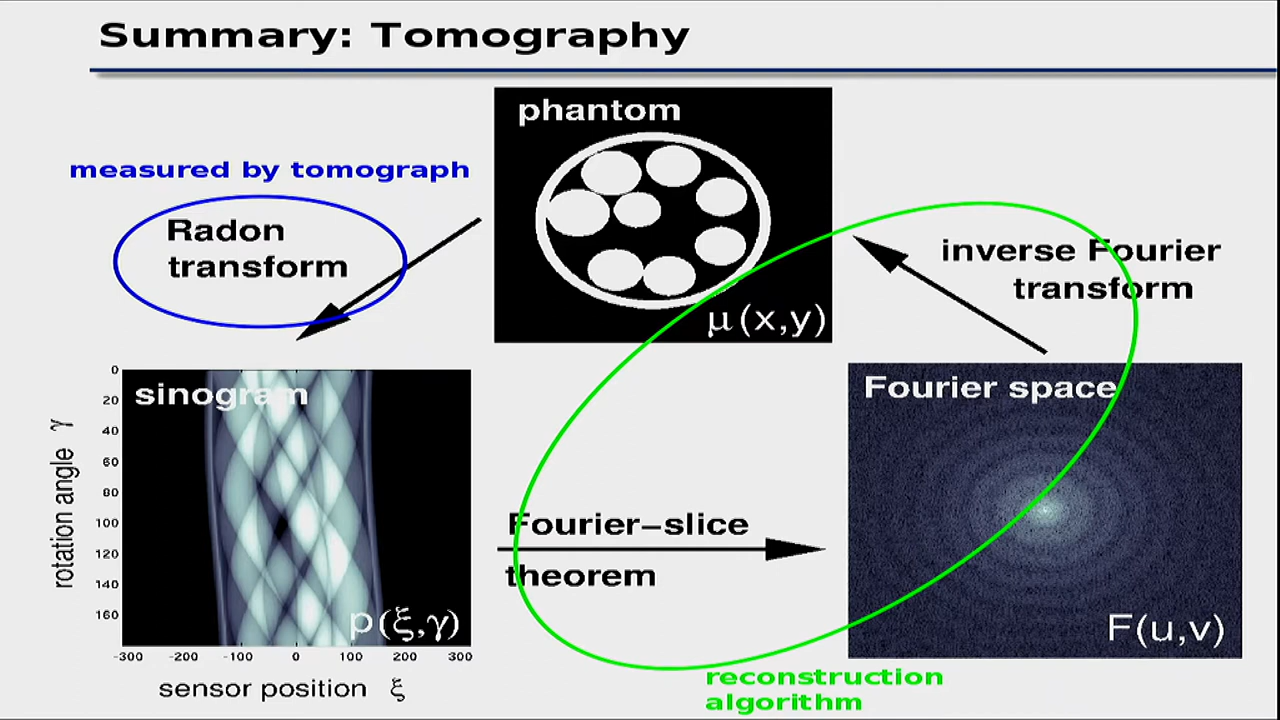 Summary: Tomography
phantom
measured by tomograph
Radon
transform
μ(x,y)
inverse Fourier
transform
sinogram
0
20
40
60
80
100
120
140
160
rotation angle γ
p(ξ,γ)
-300 -200 -100 0 100 200 300
sensor position ξ
Fourier-slice
theorem
Fourier space
F(u,v)
reconstruction
algorithm